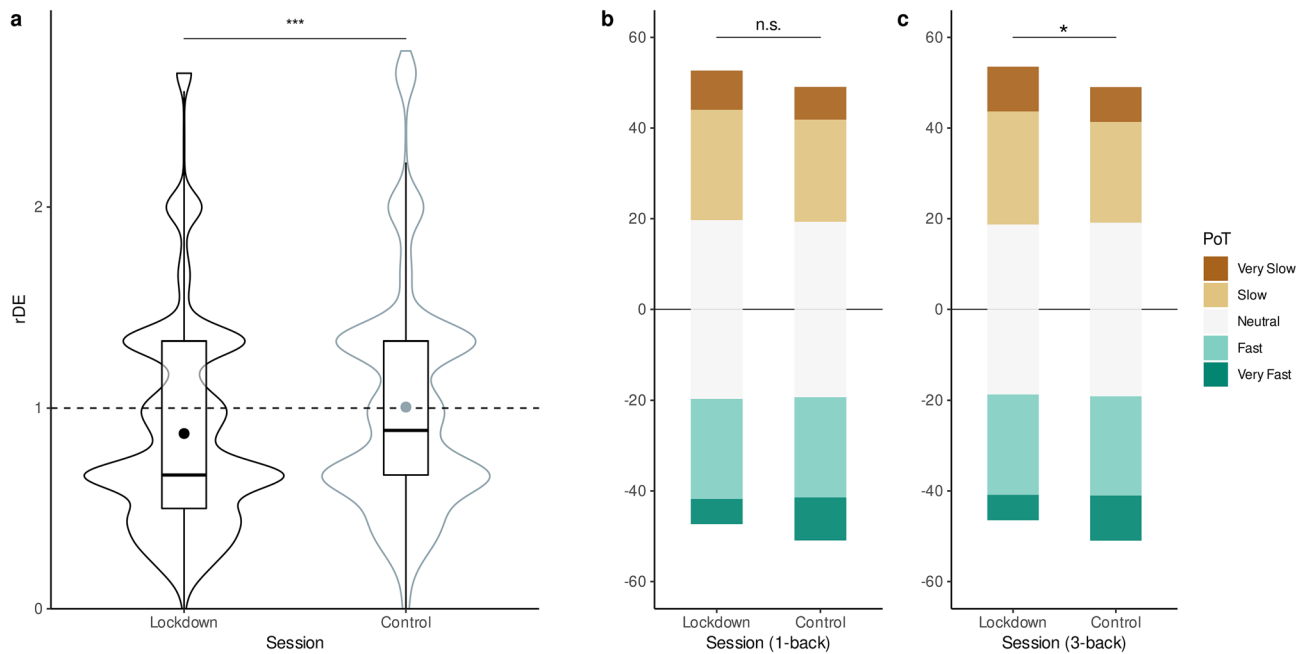 a
***
2
1
0
rDE
Lockdown
Control
Session
b
n.s.
60
40
20
0
-20
-40
-60
Lockdown
Control
Session (1-back)
c
*
60
40
20
0
-20
-40
-60
Lockdown
Control
Session (3-back)
PoT
Very Slow
Slow
Neutral
Fast
Very Fast